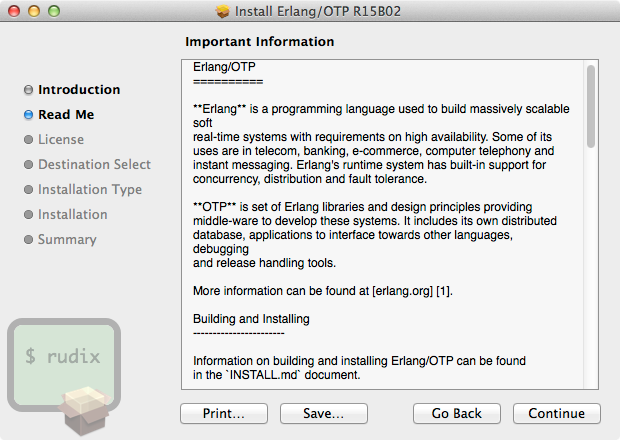 Install Erlang/OTP R15B02
Important Information
Introduction
Read Me
License
Destination Select
Installation Type
Installation
Summary
Erlang/OTP
==========
**Erlang** is a programming language used to build massively scalable
soft
real-time systems with requirements on high availability. Some of its
uses are in telecom, banking, e-commerce, computer telephony and
instant messaging. Erlang's runtime system has built-in support for
concurrency, distribution and fault tolerance.
**OTP** is set of Erlang libraries and design principles providing
middle-ware to develop these systems. It includes its own distributed
database, applications to interface towards other languages,
debugging
and release handling tools.
More information can be found at [erlang.org] [1].
Building and Installing
-----------------------
Information on building and installing Erlang/OTP can be found
in the `INSTALL.md` document.
$ rudix
Print...
Save...
Go Back
Continue